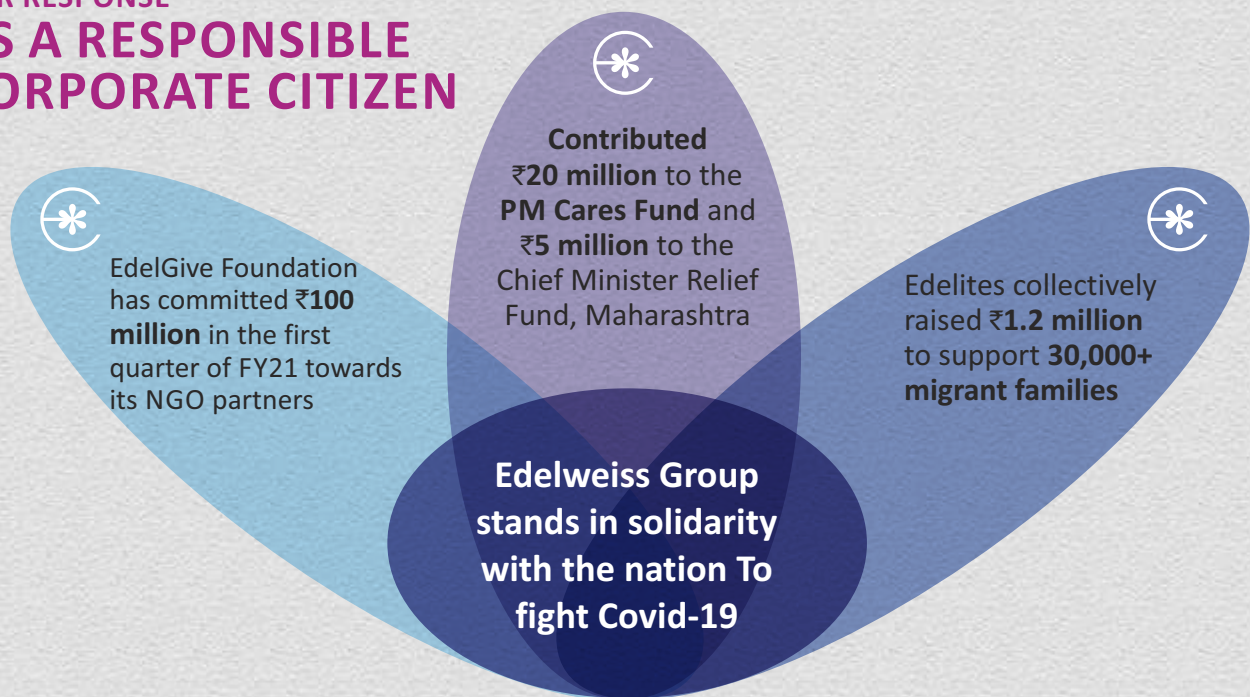 RESPONSE
A RESPONSIBLE
CITIZEN
Contributed
₹20 million to the
PM Cares Fund and
₹5 million to the
Chief Minister Relief
Fund, Maharashtra
EdelGive Foundation
has committed ₹100
million in the first
quarter of FY21 towards
its NGO partners
Edelites collectively
raised ₹1.2 million
to support 30,000+
migrant families
Edelweiss Group
stands in solidarity
with the nation To
fight Covid-19